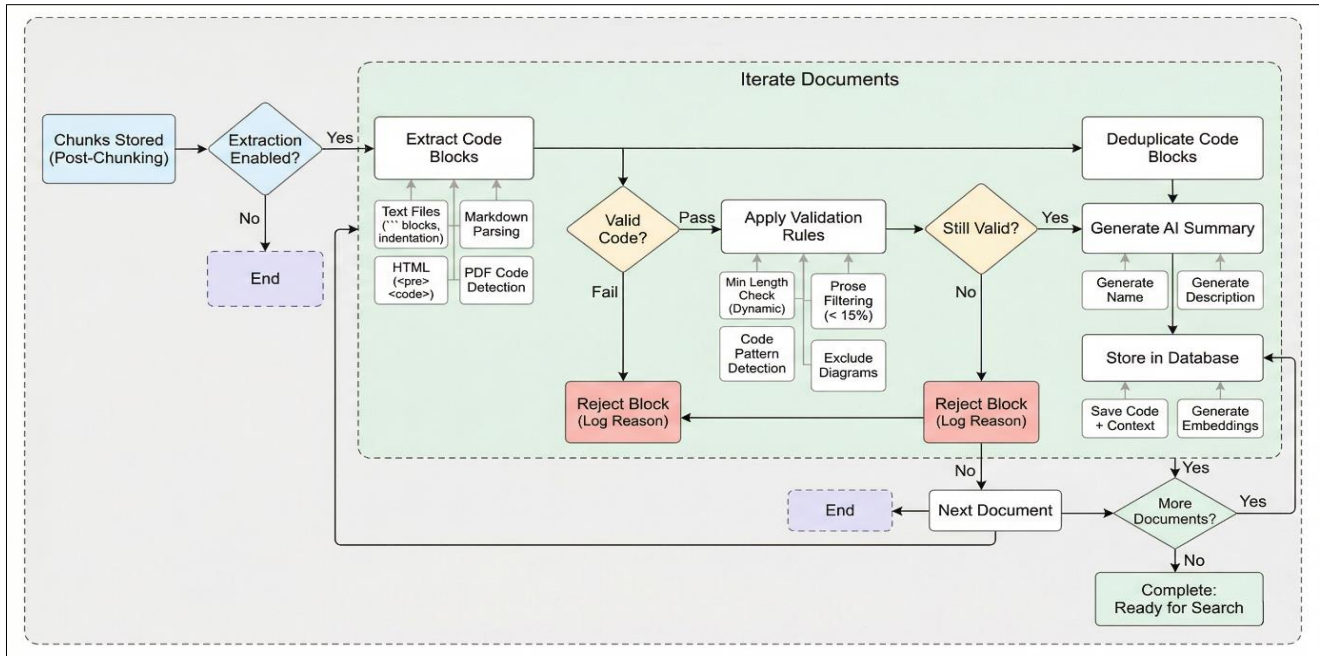 Iterate Documents
Chunks Stored
(Post-Chunking)
Extraction
Enabled?
Yes
No
End
Extract Code
Blocks
Text Files
(``` blocks,
indentation)
Markdown
Parsing
HTML
(<pre>
<code>)
PDF Code
Detection
Valid
Code?
Pass
Fail
Apply Validation
Rules
Min Length
Check
(Dynamic)
Prose
Filtering
(< 15%)
Code
Pattern
Detection
Exclude
Diagrams
Still Valid?
Yes
No
Deduplicate Code
Blocks
Generate AI Summary
Generate
Name
Generate
Description
Store in Database
Save Code
+ Context
Generate
Embeddings
Reject Block
(Log Reason)
Reject Block
(Log Reason)
No
Yes
End
Next Document
More
Documents?
Yes
No
Complete:
Ready for Search